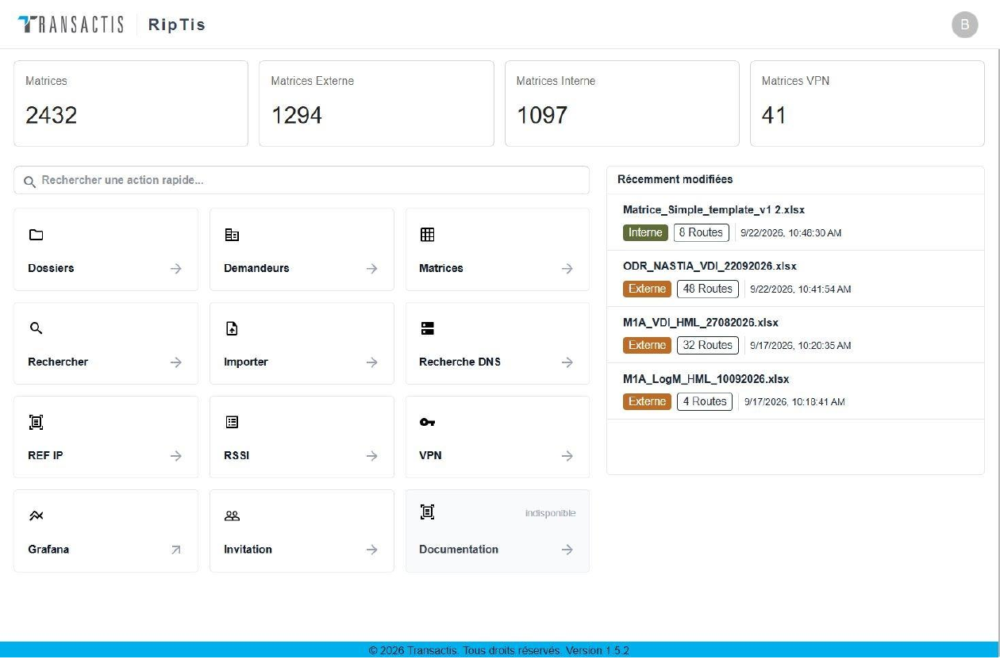 TRANSACTIS RipTis B
Matrices
2432
Matrices Externe
1294
Matrices Interne
1097
Matrices VPN
41
Rechercher une action rapide...
Dossiers
Demandeurs
Matrices
Rechercher
Importer
Recherche DNS
REF IP
RSSI
VPN
Grafana
Invitation
indisponible
Documentation
Récemment modifiées
Matrice_Simple_template_v1 2.xlsx
Interne 8 Routes 9/22/2026, 10:46:30 AM
ODR_NASTIA_VDI_22092026.xlsx
Externe 48 Routes 9/22/2026, 10:41:54 AM
M1A_VDI_HML_27082026.xlsx
Externe 32 Routes 9/17/2026, 10:20:35 AM
M1A_LogM_HML_10092026.xlsx
Externe 4 Routes 9/17/2026, 10:18:41 AM
© 2026 Transactis. Tous droits réservés. Version 1.5.2